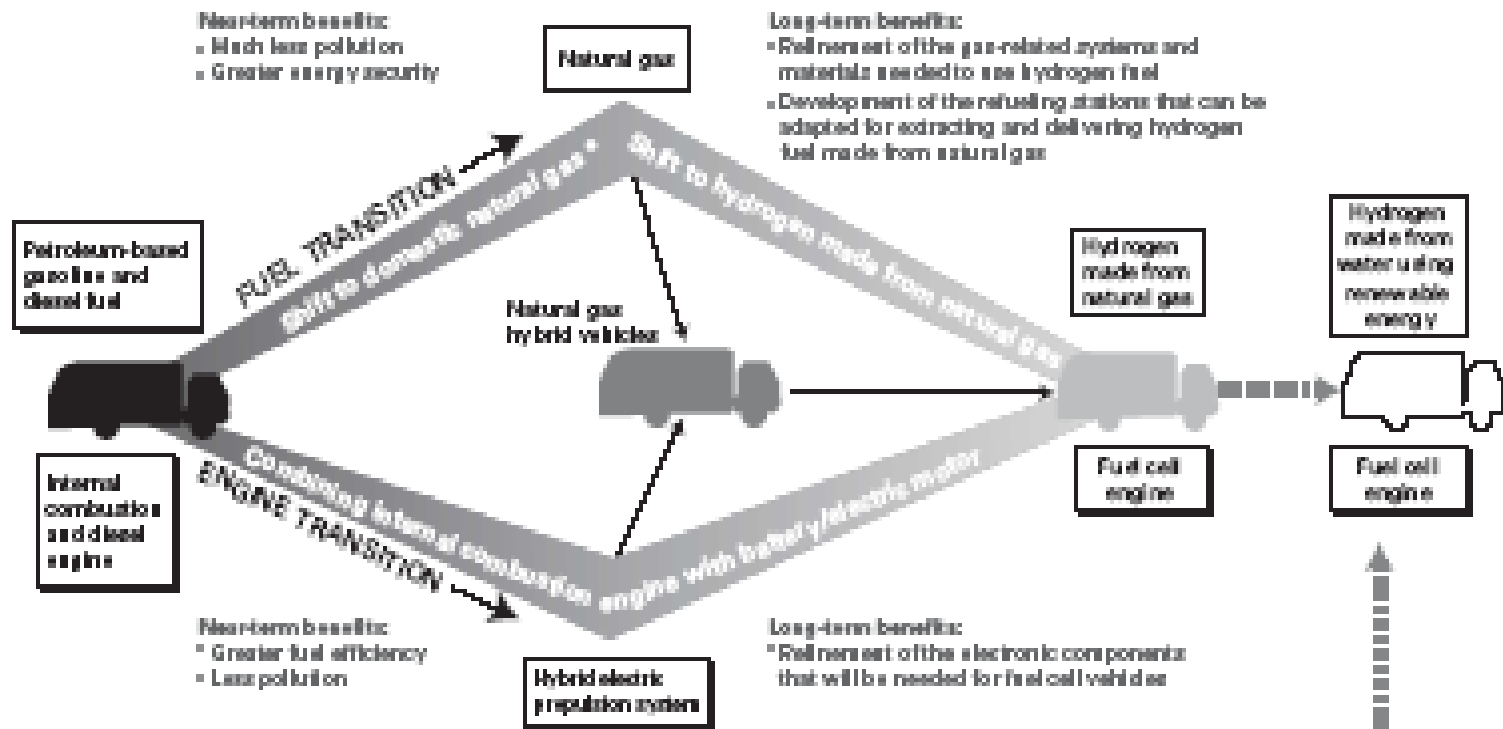 Near-term benefits:
• Much less pollution
• Greater energy security
Natural gas
Long-term benefits:
• Refinement of the gas-related systems and
materials needed to use hydrogen fuel
• Development of the refueling stations that can be
adapted for extracting and delivering hydrogen
fuel made from natural gas
FUEL TRANSITION
Shift to domestic natural gas *
Shift to hydrogen made from natural gas
Petroleum-based
gasoline and
diesel fuel
Natural gas
hybrid vehicles
Hydrogen
made from
natural gas
Hydrogen
made from
water using
renewable
energy
Internal
combustion
and diesel
engine
ENGINE TRANSITION
Combining internal combustion engine with battery/electric motor
Fuel cell
engine
Fuel cell
engine
Near-term benefits:
• Greater fuel efficiency
• Less pollution
Hybrid electric
propulsion system
Long-term benefits:
• Refinement of the electronic components
that will be needed for fuel cell vehicles